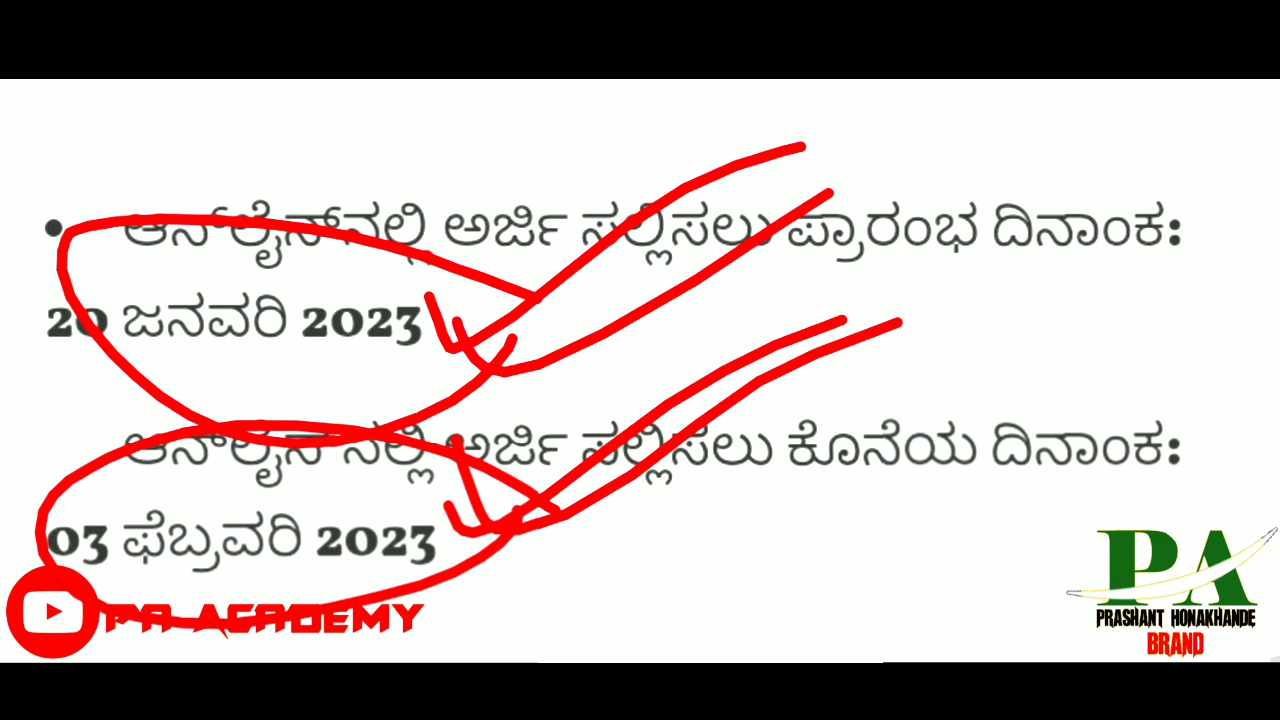 • ಆನ್‌ಲೈನ್‌ನಲ್ಲಿ ಅರ್ಜಿ ಸಲ್ಲಿಸಲು ಪ್ರಾರಂಭ ದಿನಾಂಕ:
20 ಜನವರಿ 2023
ಆನ್‌ಲೈನ್ ನಲ್ಲಿ ಅರ್ಜಿ ಸಲ್ಲಿಸಲು ಕೊನೆಯ ದಿನಾಂಕ:
03 ಫೆಬ್ರವರಿ 2023
PA ACADEMY
PA
PRASHANT HONAKHANDE
BRAND